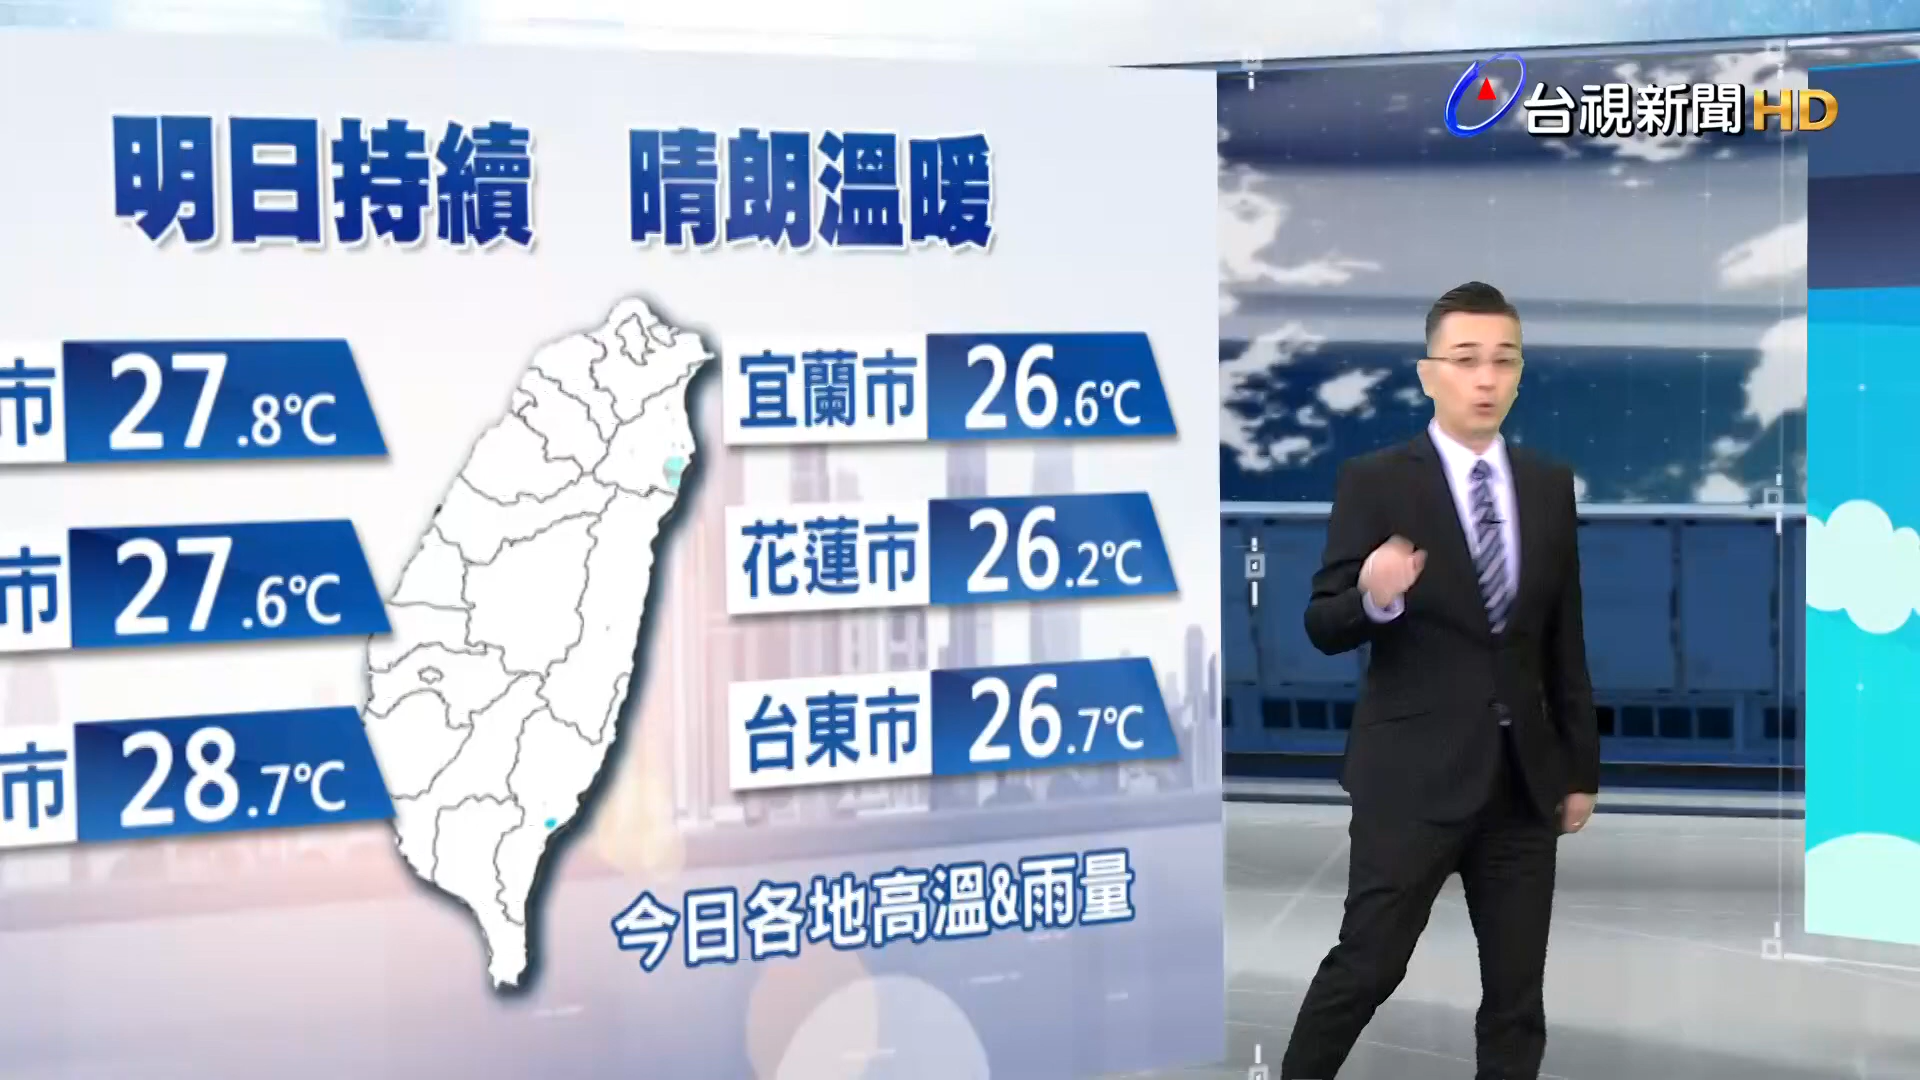 台視新聞HD
明日持續 晴朗溫暖
市 27.8℃
宜蘭市 26.6℃
市 27.6℃
花蓮市 26.2℃
市 28.7℃
台東市 26.7℃
今日各地高溫&雨量